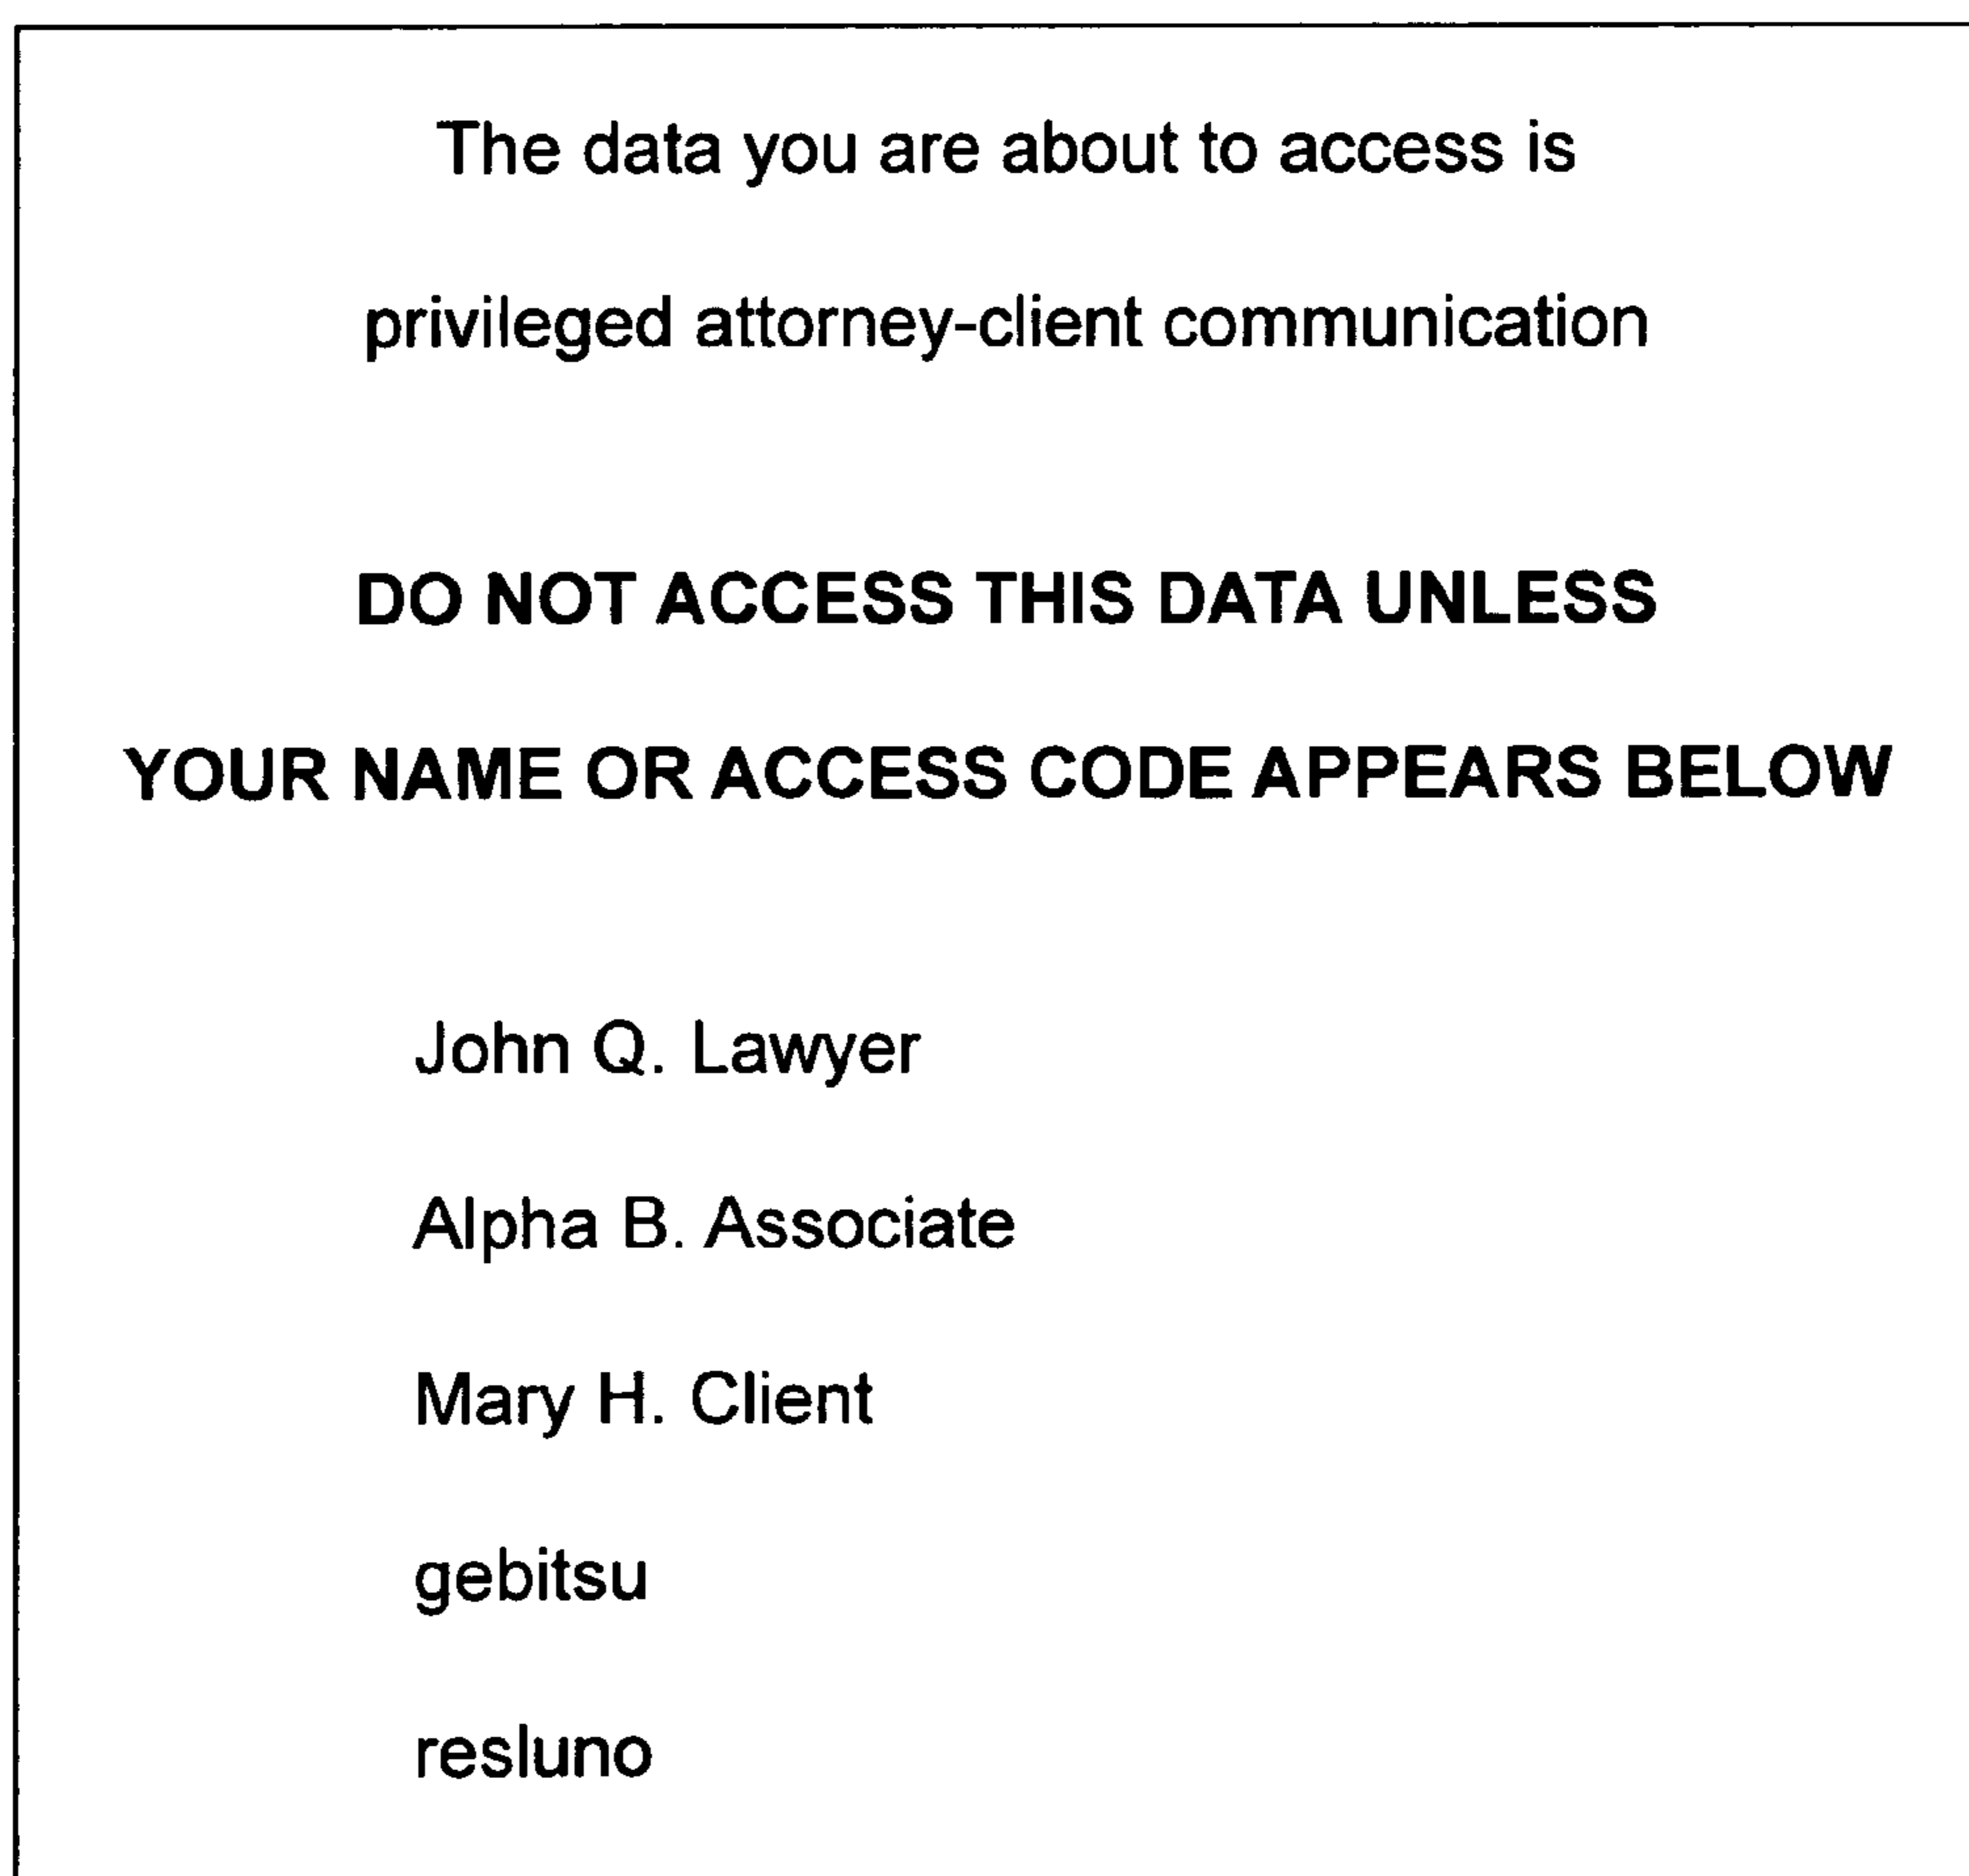 The data you are about to access is
privileged attorney-client communication
DO NOT ACCESS THIS DATA UNLESS
YOUR NAME OR ACCESS CODE APPEARS BELOW
John Q. Lawyer
Alpha B. Associate
Mary H. Client
gebitsu
resluno